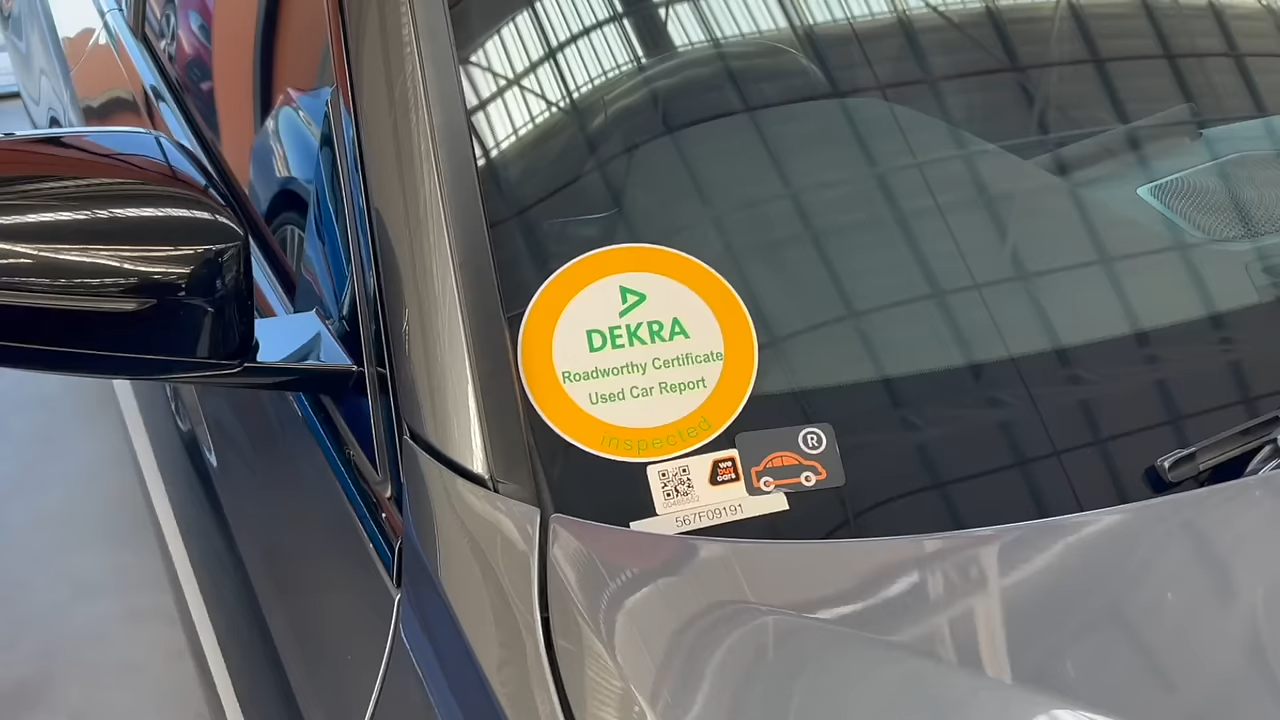 DEKRA
Roadworthy Certificate
Used Car Report
inspected
®
we
buy
cars
567F09191